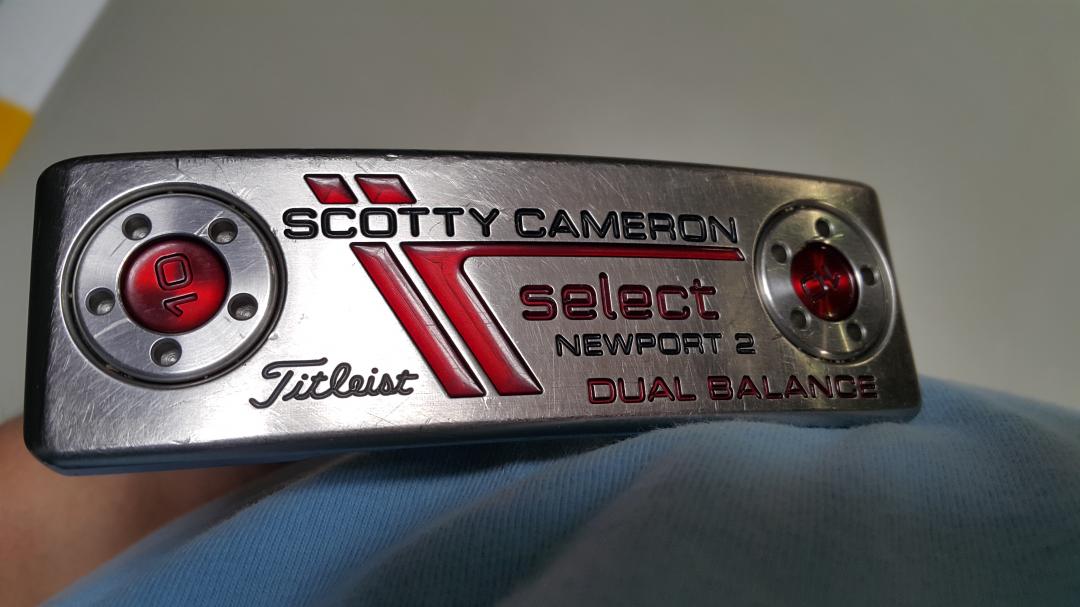 SCOTTY CAMERON
select
NEWPORT 2
DUAL BALANCE
Titleist
10